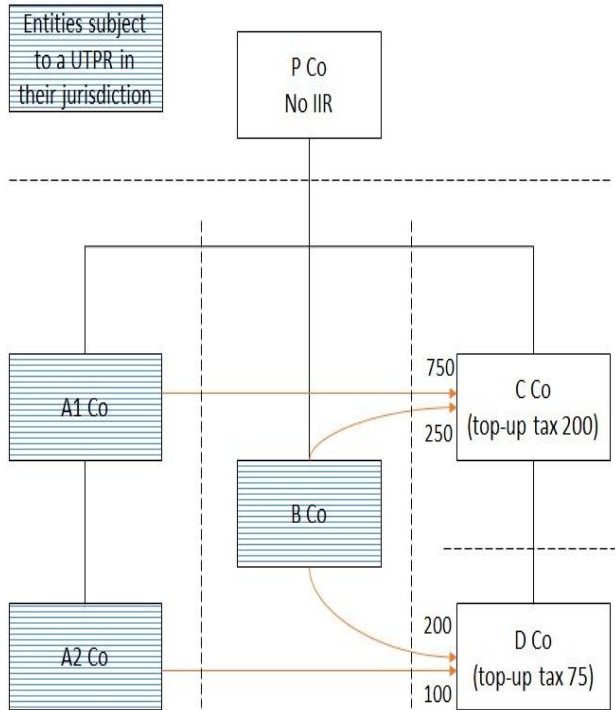 Entities subject
to a UTPR in
their jurisdiction
P Co
No IIR
A1 Co
750
250
C Co
(top-up tax 200)
B Co
A2 Co
200
100
D Co
(top-up tax 75)